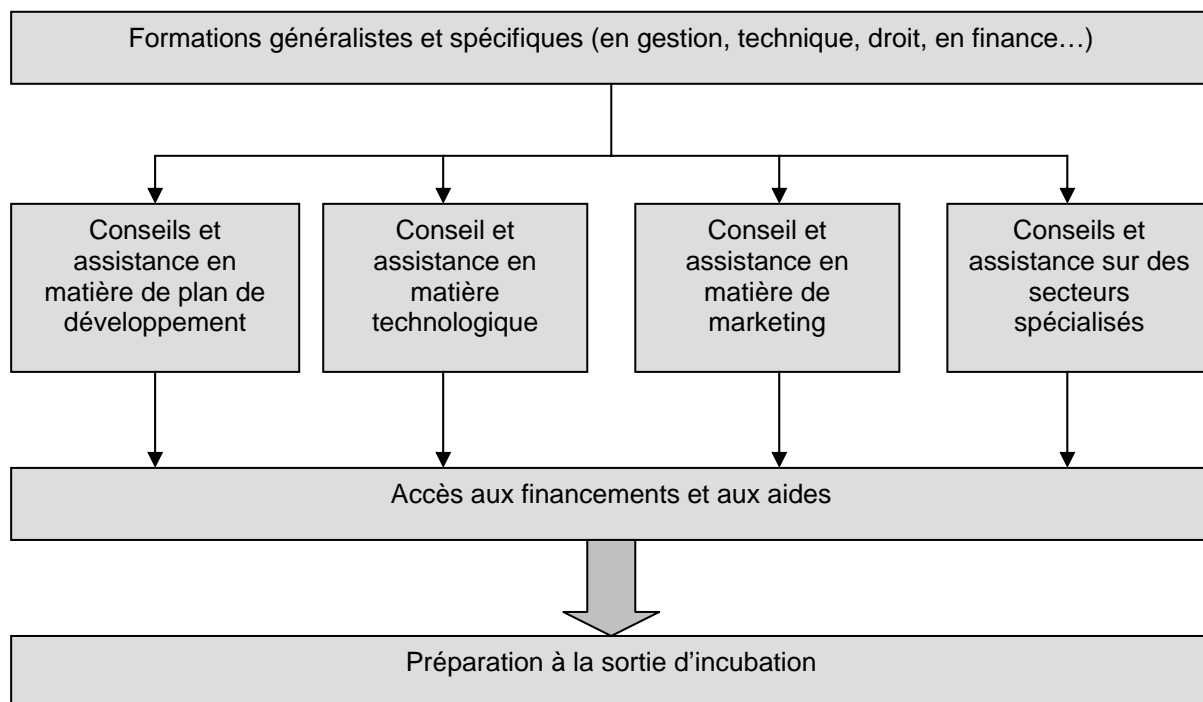 Formations généralistes et spécifiques (en gestion, technique, droit, en finance…)
Conseils et
assistance en
matière de plan de
développement
Conseil et
assistance en
matière
technologique
Conseil et
assistance en
matière de
marketing
Conseils et
assistance sur des
secteurs
spécialisés
Accès aux financements et aux aides
Préparation à la sortie d’incubation